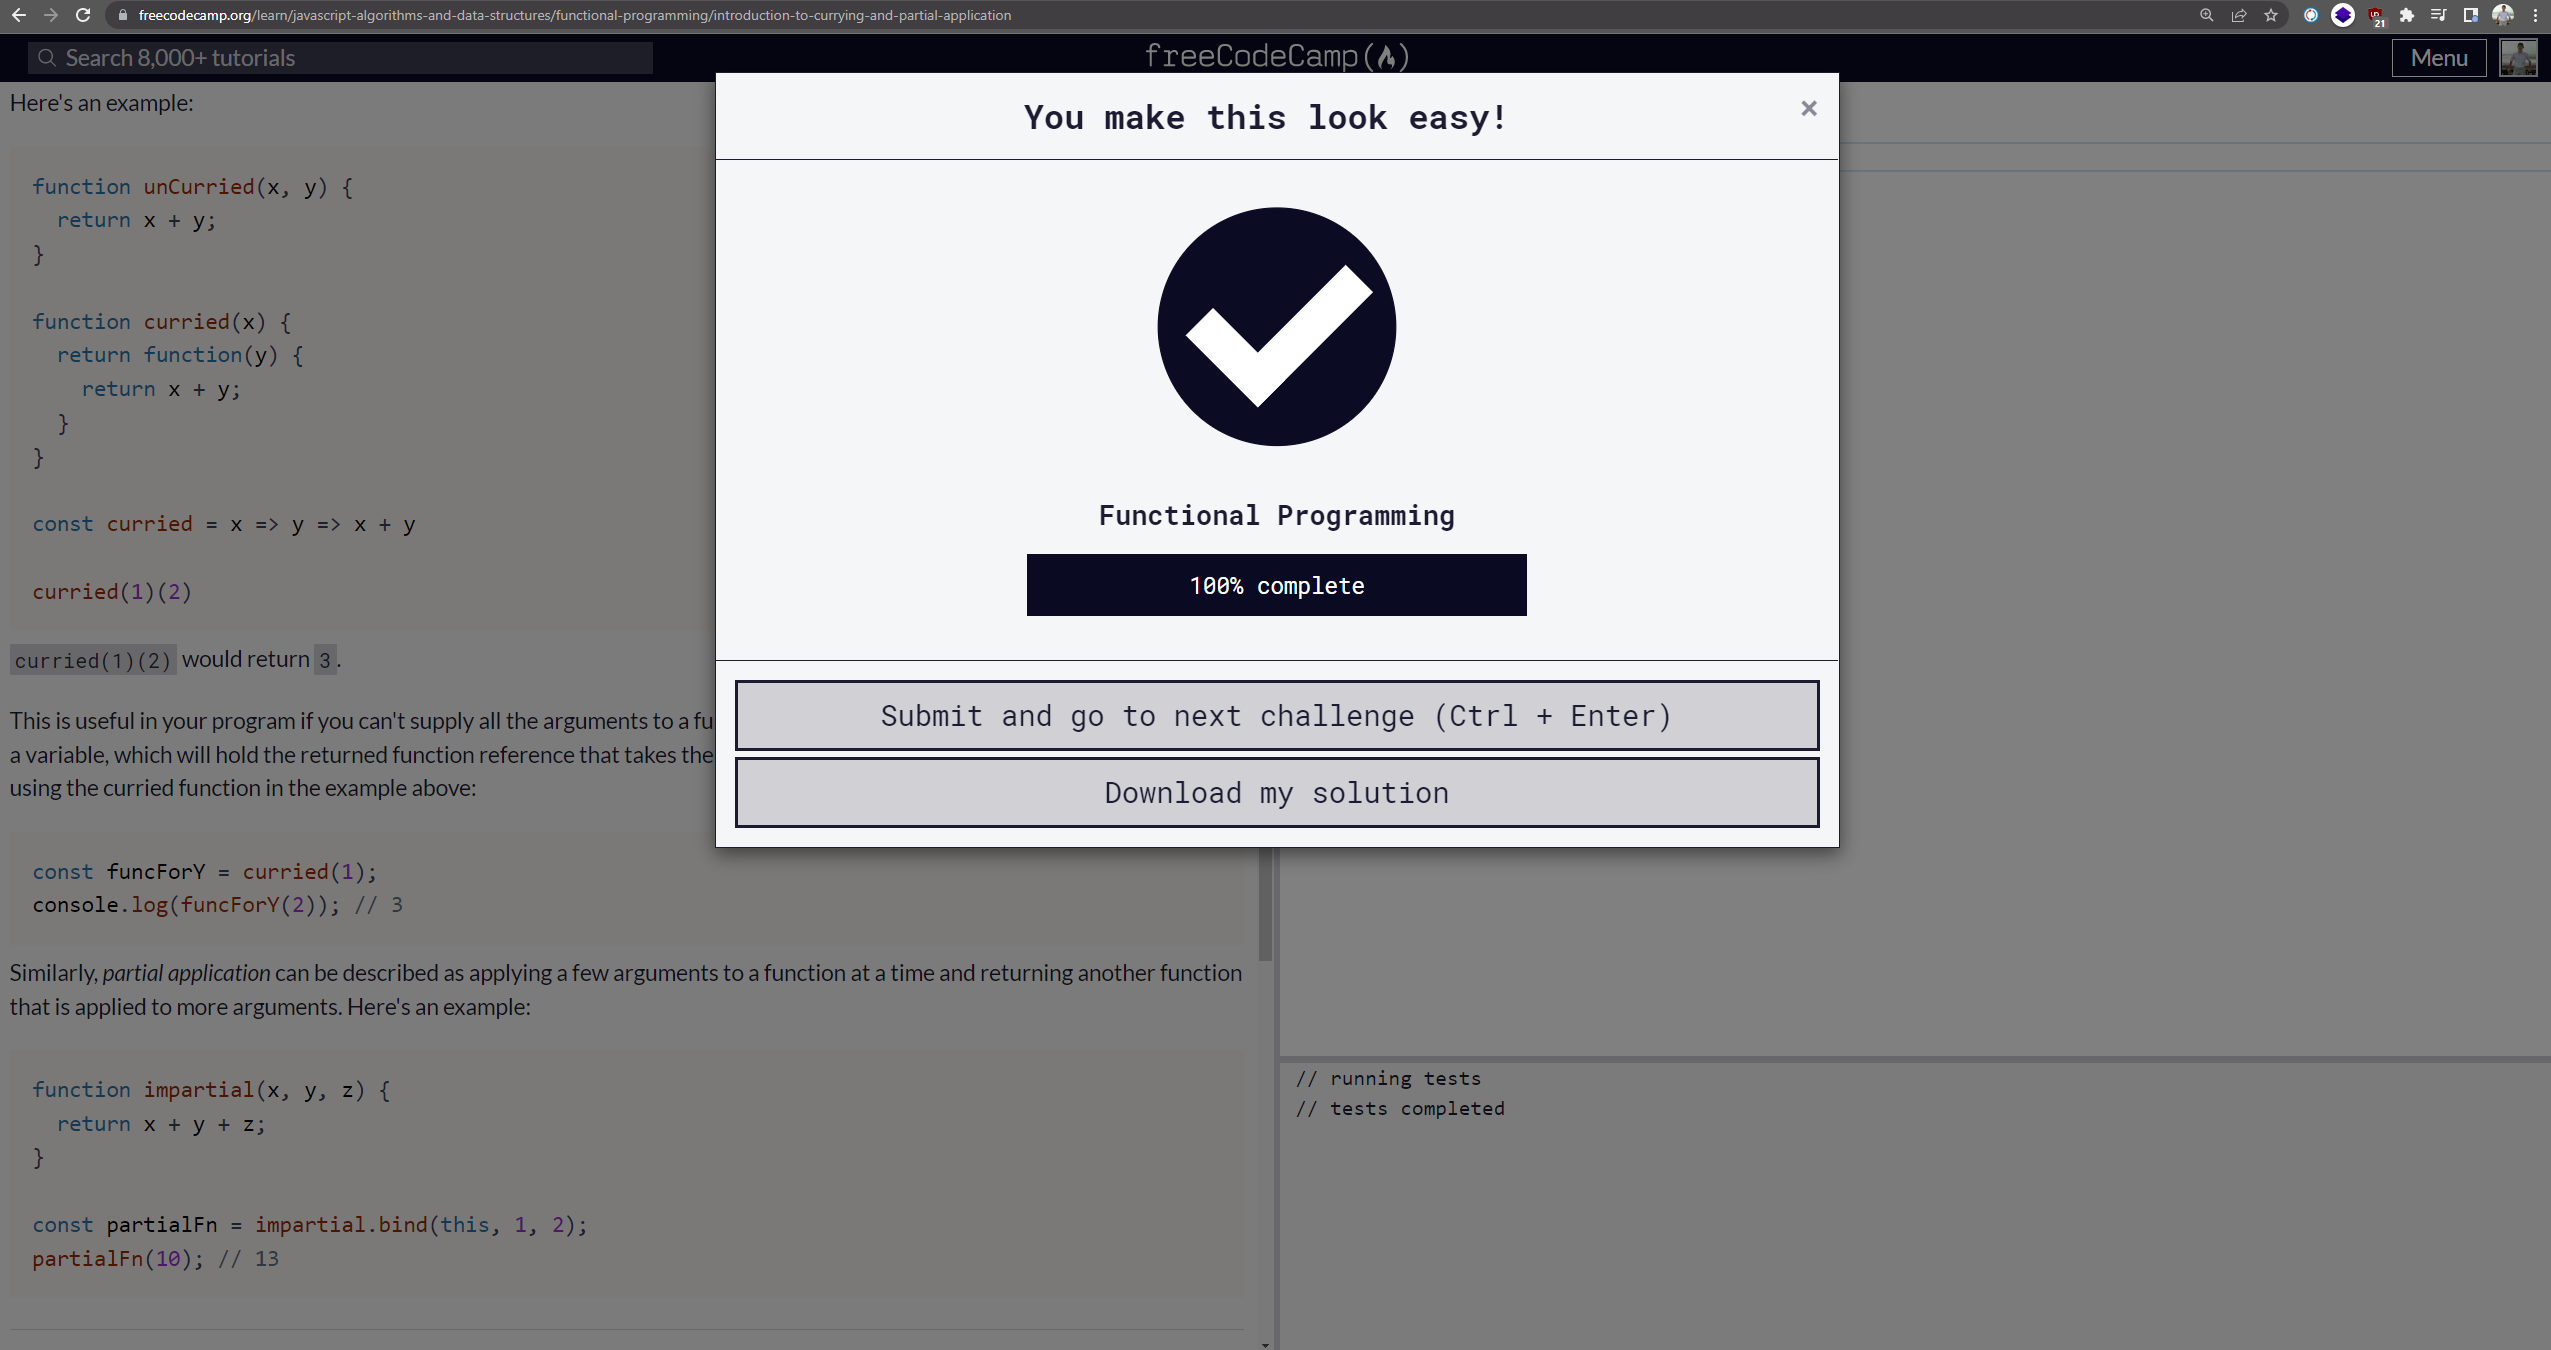 freecodecamp.org/learn/javascript-algorithms-and-data-structures/functional-programming/introduction-to-currying-and-partial-application
21
Search 8,000+ tutorials
freeCodeCamp
Menu
Here's an example:
function unCurried(x, y) {
return x + y;
}
function curried(x) {
return function(y) {
return x + y;
}
}
const curried = x => y => x + y
curried(1)(2)
curried(1)(2) would return 3.
This is useful in your program if you can't supply all the arguments to a fu
a variable, which will hold the returned function reference that takes the
using the curried function in the example above:
const funcForY = curried(1);
console.log(funcForY(2)); // 3
Similarly, partial application can be described as applying a few arguments to a function at a time and returning another function
that is applied to more arguments. Here's an example:
function impartial(x, y, z) {
return x + y + z;
}
const partialFn = impartial.bind(this, 1, 2);
partialFn(10); // 13
You make this look easy!
×
Functional Programming
100% complete
Submit and go to next challenge (Ctrl + Enter)
Download my solution
// running tests
// tests completed